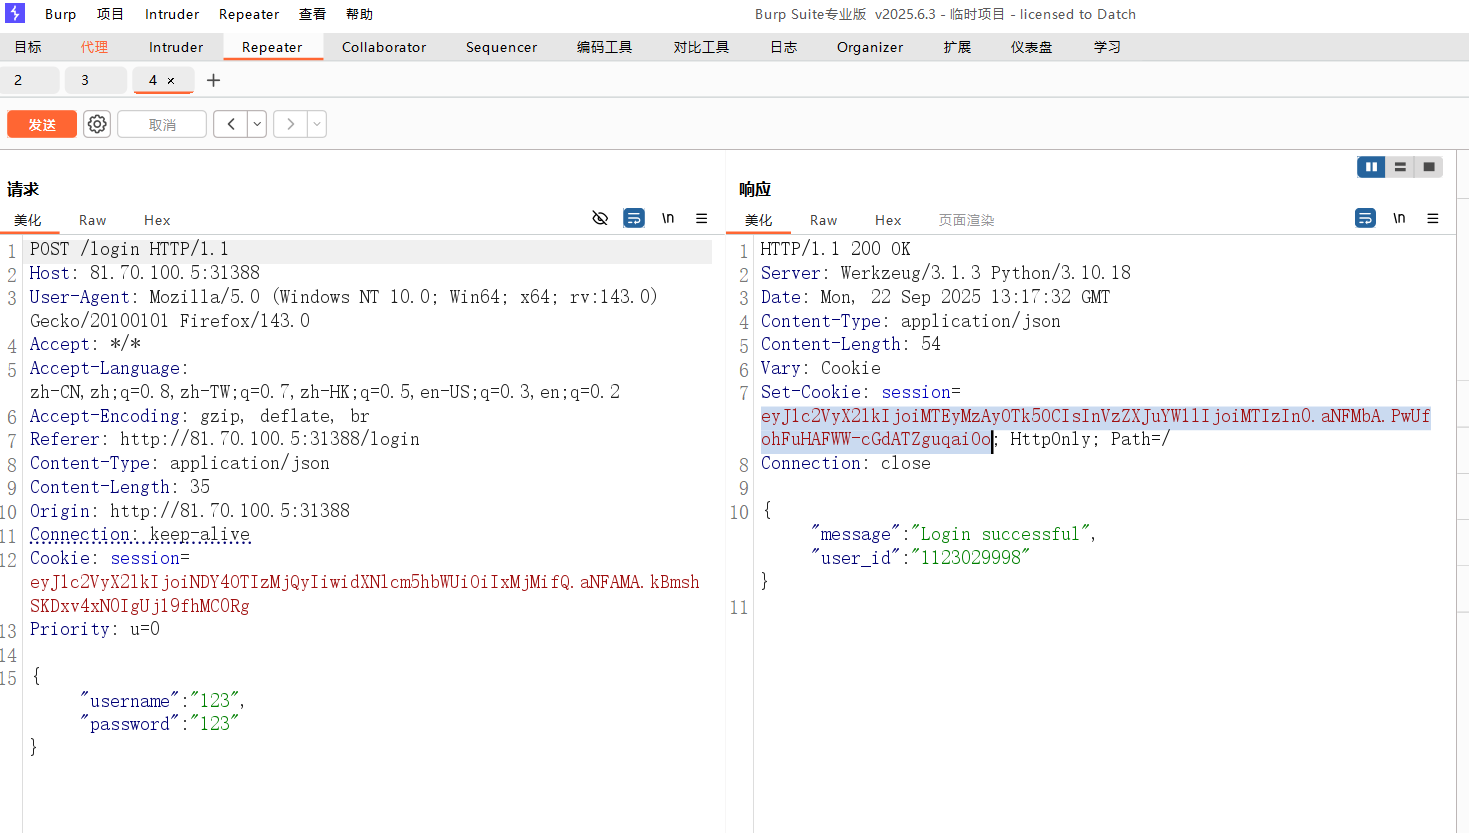 Burp 项目 Intruder Repeater 查看 帮助 Burp Suite专业版 v2025.6.3 - 临时项目 - licensed to Datch
目标 代理 Intruder Repeater Collaborator Sequencer 编码工具 对比工具 日志 Organizer 扩展 仪表盘 学习
2 3 4 × +
发送 取消
请求
美化 Raw Hex \n
1 POST /login HTTP/1.1
2 Host: 81.70.100.5:31388
3 User-Agent: Mozilla/5.0 (Windows NT 10.0; Win64; x64; rv:143.0)
Gecko/20100101 Firefox/143.0
4 Accept: */*
5 Accept-Language:
zh-CN,zh;q=0.8,zh-TW;q=0.7,zh-HK;q=0.5,en-US;q=0.3,en;q=0.2
6 Accept-Encoding: gzip, deflate, br
7 Referer: http://81.70.100.5:31388/login
8 Content-Type: application/json
9 Content-Length: 35
10 Origin: http://81.70.100.5:31388
11 Connection: keep-alive
12 Cookie: session=
eyJ1c2VyX2lkIjoiNDY4OTIzMjQyIiwidXNlcm5hbWUiOiIxMjMifQ.aNFAMA.kBmsh
SKDxv4xN0IgUjl9fhMC0Rg
13 Priority: u=0
14
15 {
"username":"123",
"password":"123"
}
响应
美化 Raw Hex 页面渲染 \n
1 HTTP/1.1 200 OK
2 Server: Werkzeug/3.1.3 Python/3.10.18
3 Date: Mon, 22 Sep 2025 13:17:32 GMT
4 Content-Type: application/json
5 Content-Length: 54
6 Vary: Cookie
7 Set-Cookie: session=
eyJ1c2VyX2lkIjoiMTEyMzAyOTk5OCIsInVzZXJuYW1lIjoiMTIzIn0.aNFMbA.PwUf
ohFuHAFWW-cGdATZguqai0o; HttpOnly; Path=/
8 Connection: close
9
10 {
"message":"Login successful",
"user_id":"1123029998"
}
11